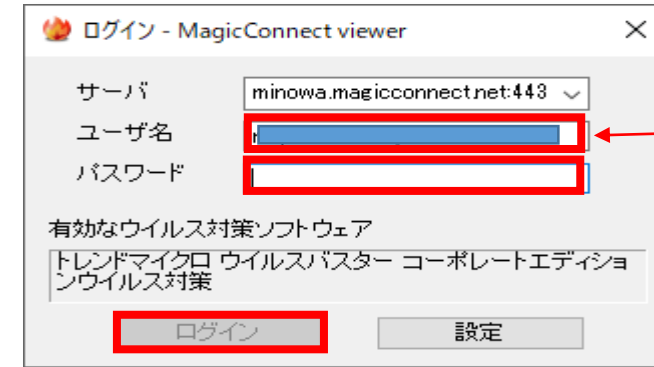 ログイン - MagicConnect viewer
サーバ
minowa.magicconnect.net:443
ユーザ名
パスワード
有効なウイルス対策ソフトウェア
トレンドマイクロ ウイルスバスター コーポレートエディショ
ンウイルス対策
ログイン
設定